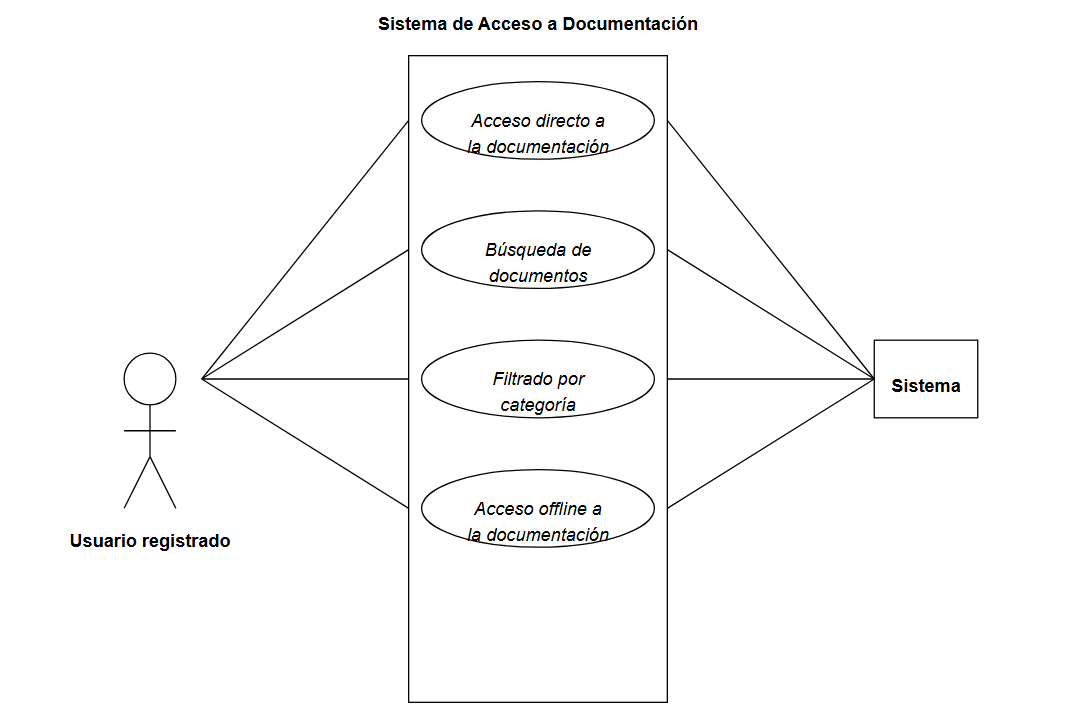 Sistema de Acceso a Documentación
Acceso directo a
la documentación
Búsqueda de
documentos
Filtrado por
categoría
Sistema
Acceso offline a
la documentación
Usuario registrado